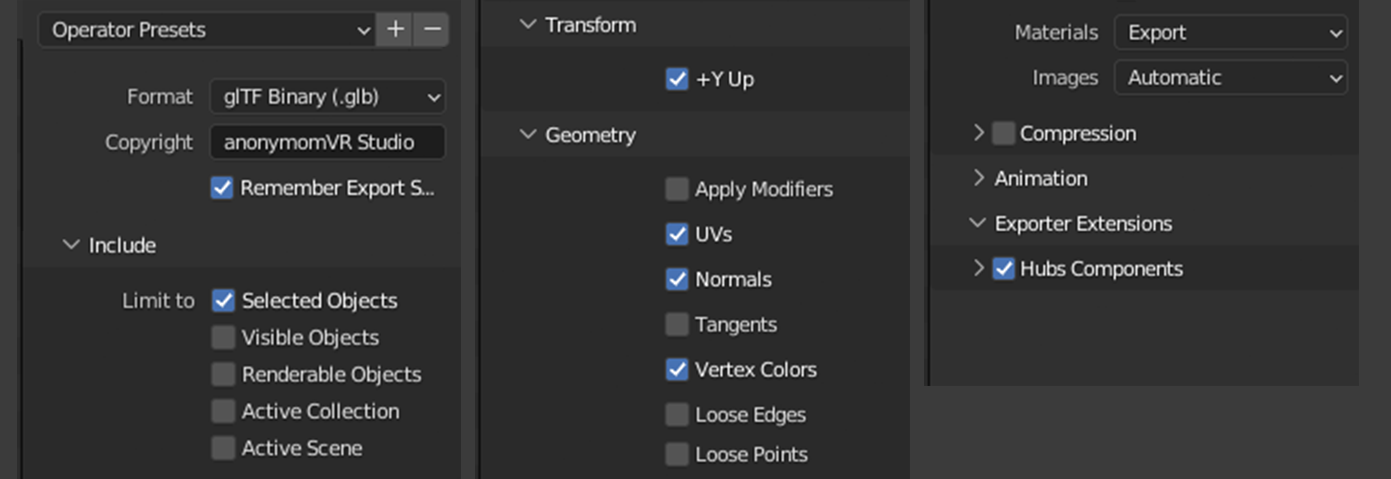 Operator Presets
Format glTF Binary (.glb)
Copyright anonymomVR Studio
Remember Export S...
Include
Limit to Selected Objects
Visible Objects
Renderable Objects
Active Collection
Active Scene
Transform
+Y Up
Geometry
Apply Modifiers
UVs
Normals
Tangents
Vertex Colors
Loose Edges
Loose Points
Materials Export
Images Automatic
Compression
Animation
Exporter Extensions
Hubs Components